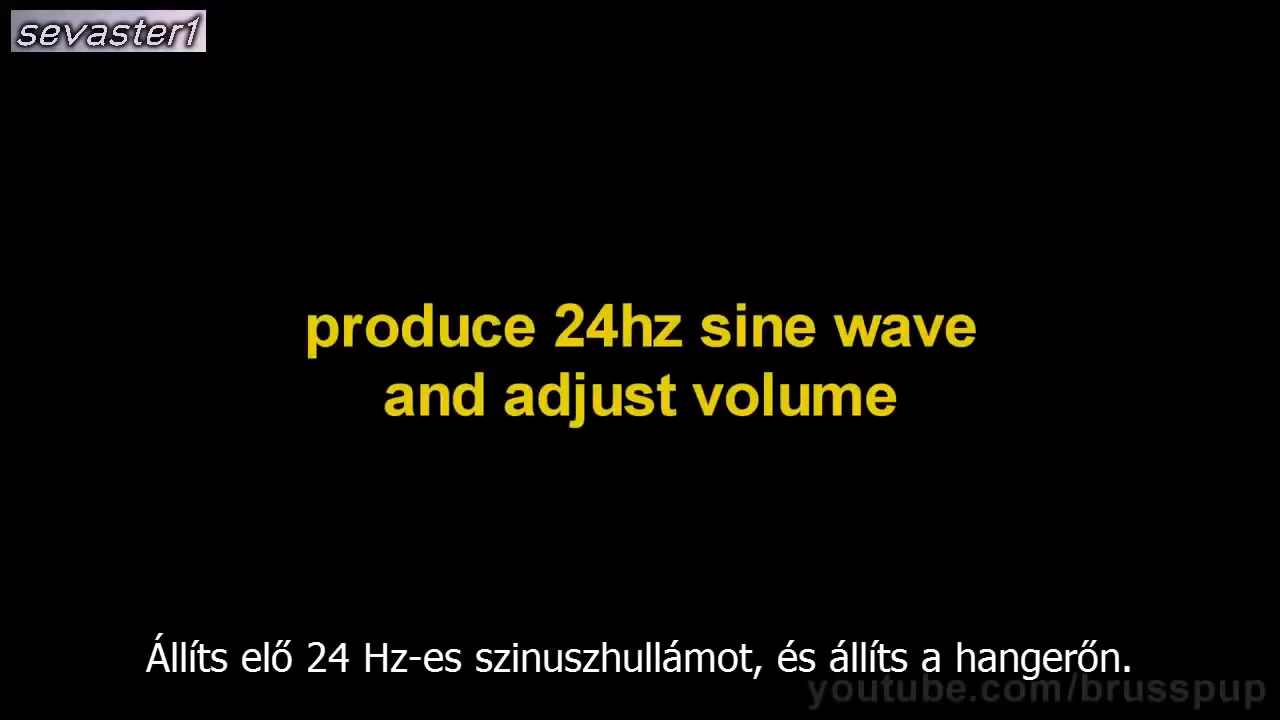 sevaster1
produce 24hz sine wave
and adjust volume
Állíts elő 24 Hz-es szinuszhullámot, és állíts a hangerőn.
youtube.com/brusspup